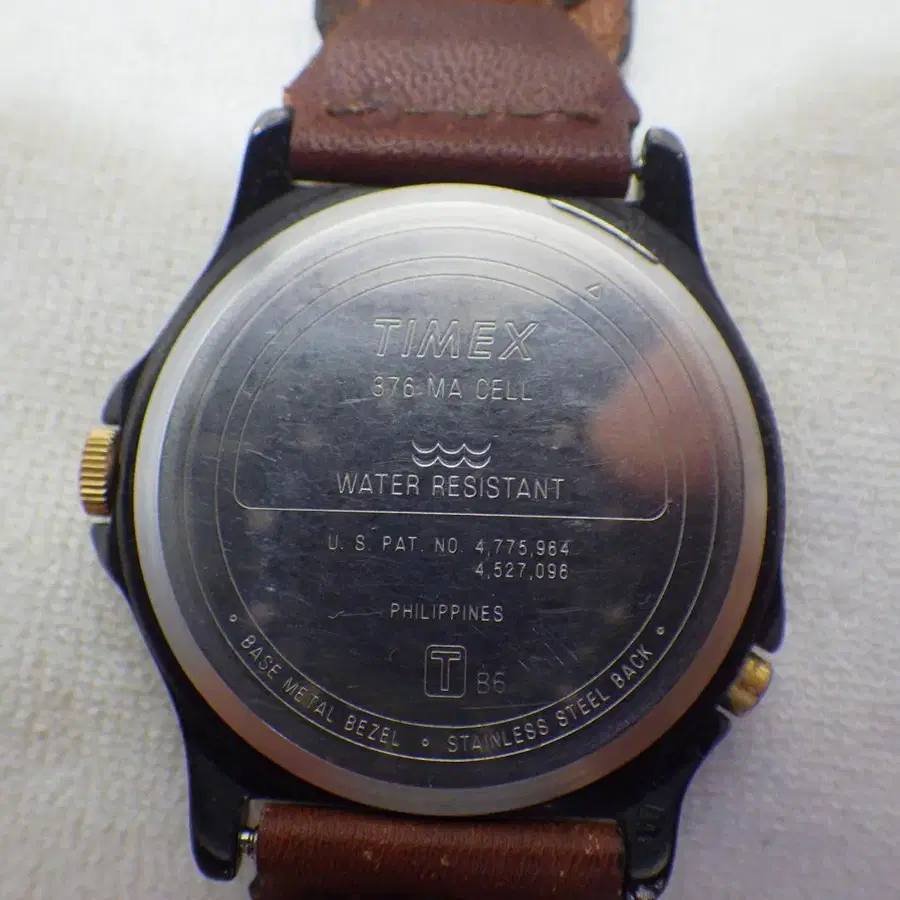 TIMEX
376 MA CELL
WATER RESISTANT
U. S. PAT. NO. 4,775,964
4,527,096
PHILIPPINES
T B6
BASE METAL BEZEL • STAINLESS STEEL BACK